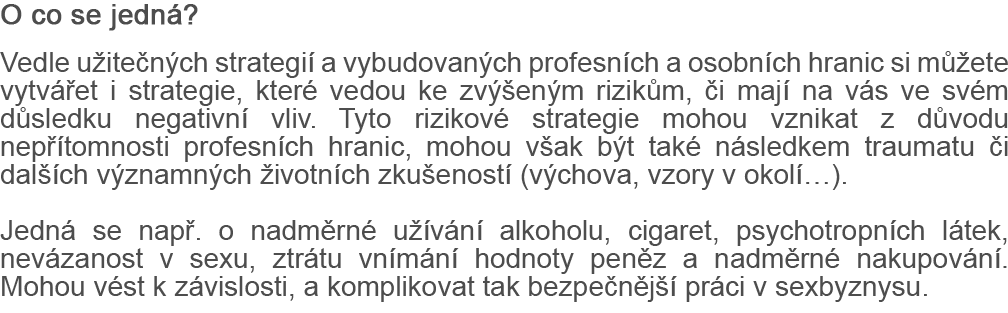 O co se jedná?
Vedle užitečných strategií a vybudovaných profesních a osobních hranic si můžete
vytvářet i strategie, které vedou ke zvýšeným rizikům, či mají na vás ve svém
důsledku negativní vliv. Tyto rizikové strategie mohou vznikat z důvodu
nepřítomnosti profesních hranic, mohou však být také následkem traumatu či
dalších významných životních zkušeností (výchova, vzory v okolí…).
Jedná se např. o nadměrné užívání alkoholu, cigaret, psychotropních látek,
nevázanost v sexu, ztrátu vnímání hodnoty peněz a nadměrné nakupování.
Mohou vést k závislosti, a komplikovat tak bezpečnější práci v sexbyznysu.